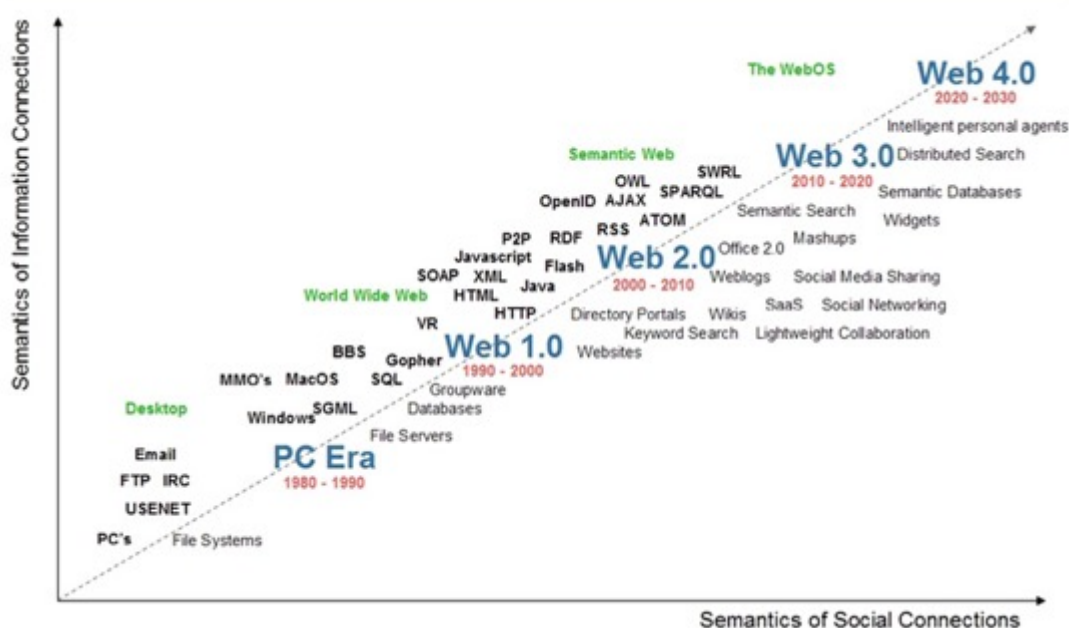 Semantics of Information Connections
The WebOS
Web 4.0
2020 - 2030
Intelligent personal agents
Semantic Web
Web 3.0
Distributed Search
2010 - 2020
SWRL
OWL
SPARQL
Semantic Databases
OpenID
AJAX
Semantic Search
Widgets
ATOM
RSS
P2P
RDF
Office 2.0
Mashups
Javascript
Web 2.0
Flash
SOAP
XML
Weblogs
Social Media Sharing
Java
2000 - 2010
World Wide Web
HTML
SaaS
Social Networking
HTTP
Directory Portals
Wikis
VR
Keyword Search
Lightweight Collaboration
Web 1.0
BBS
Websites
Gopher
1990 - 2000
MMO's
MacOS
SQL
Groupware
Desktop
SGML
Databases
Windows
File Servers
Email
PC Era
FTP
IRC
1980 - 1990
USENET
PC's
File Systems
Semantics of Social Connections